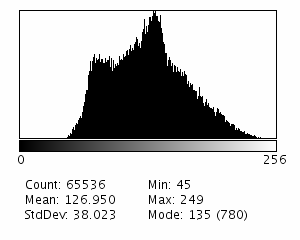 0 256
Count: 65536 Min: 45
Mean: 126.950 Max: 249
StdDev: 38.023 Mode: 135 (780)